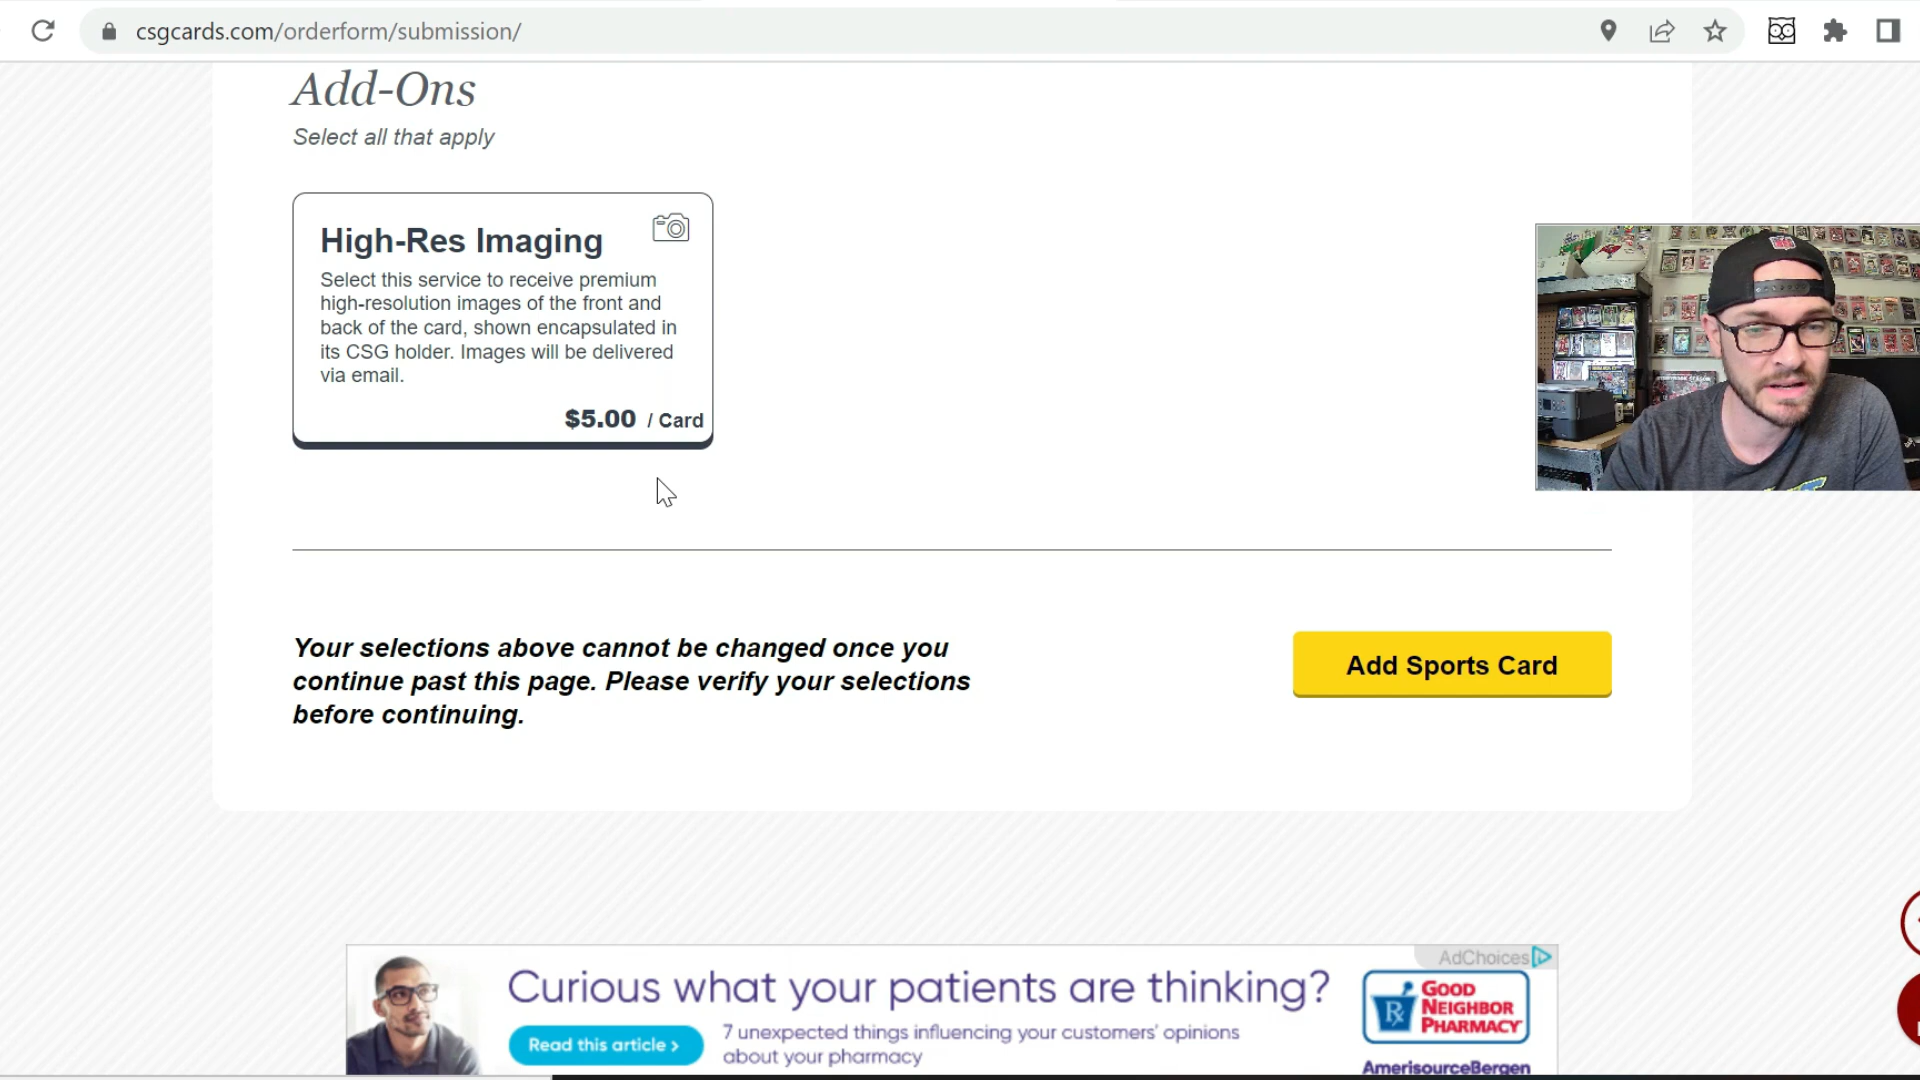 csgcards.com/orderform/submission/
Add-Ons
Select all that apply
High-Res Imaging
Select this service to receive premium
high-resolution images of the front and
back of the card, shown encapsulated in
its CSG holder. Images will be delivered
via email.
$5.00 / Card
Your selections above cannot be changed once you
continue past this page. Please verify your selections
before continuing.
Add Sports Card
AdChoices
Curious what your patients are thinking?
Read this article >
7 unexpected things influencing your customers' opinions
about your pharmacy
Rx
GOOD
NEIGHBOR
PHARMACY
AmerisourceBergen